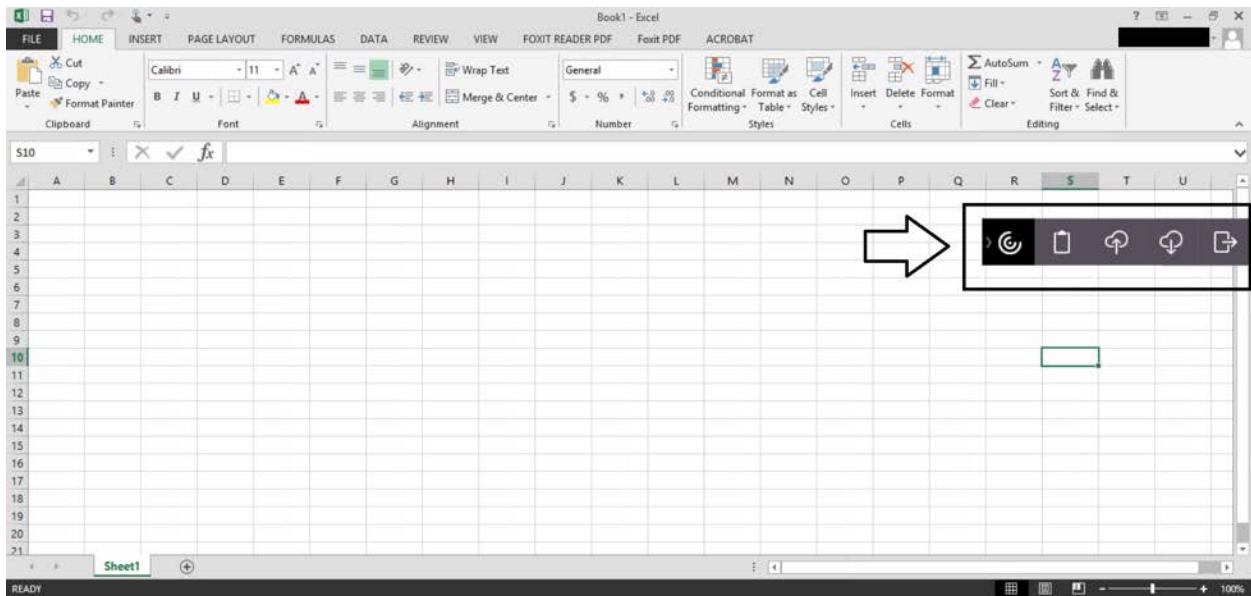 Book1 - Excel
?
FILE HOME INSERT PAGE LAYOUT FORMULAS DATA REVIEW VIEW FOXIT READER PDF Foxit PDF ACROBAT
Paste
Cut
Copy
Format Painter
Clipboard
Calibri 11 A A
B I U A
Font
Wrap Text
Merge & Center
Alignment
General
$ % ,
Number
Conditional Formatting
Format as Table
Cell Styles
Styles
Insert Delete Format
Cells
AutoSum
Fill
Clear
Sort & Filter
Find & Select
Editing
S10 fx
A B C D E F G H I J K L M N O P Q R S T U
1
2
3
4
5
6
7
8
9
10
11
12
13
14
15
16
17
18
19
20
21
Sheet1
READY 100%